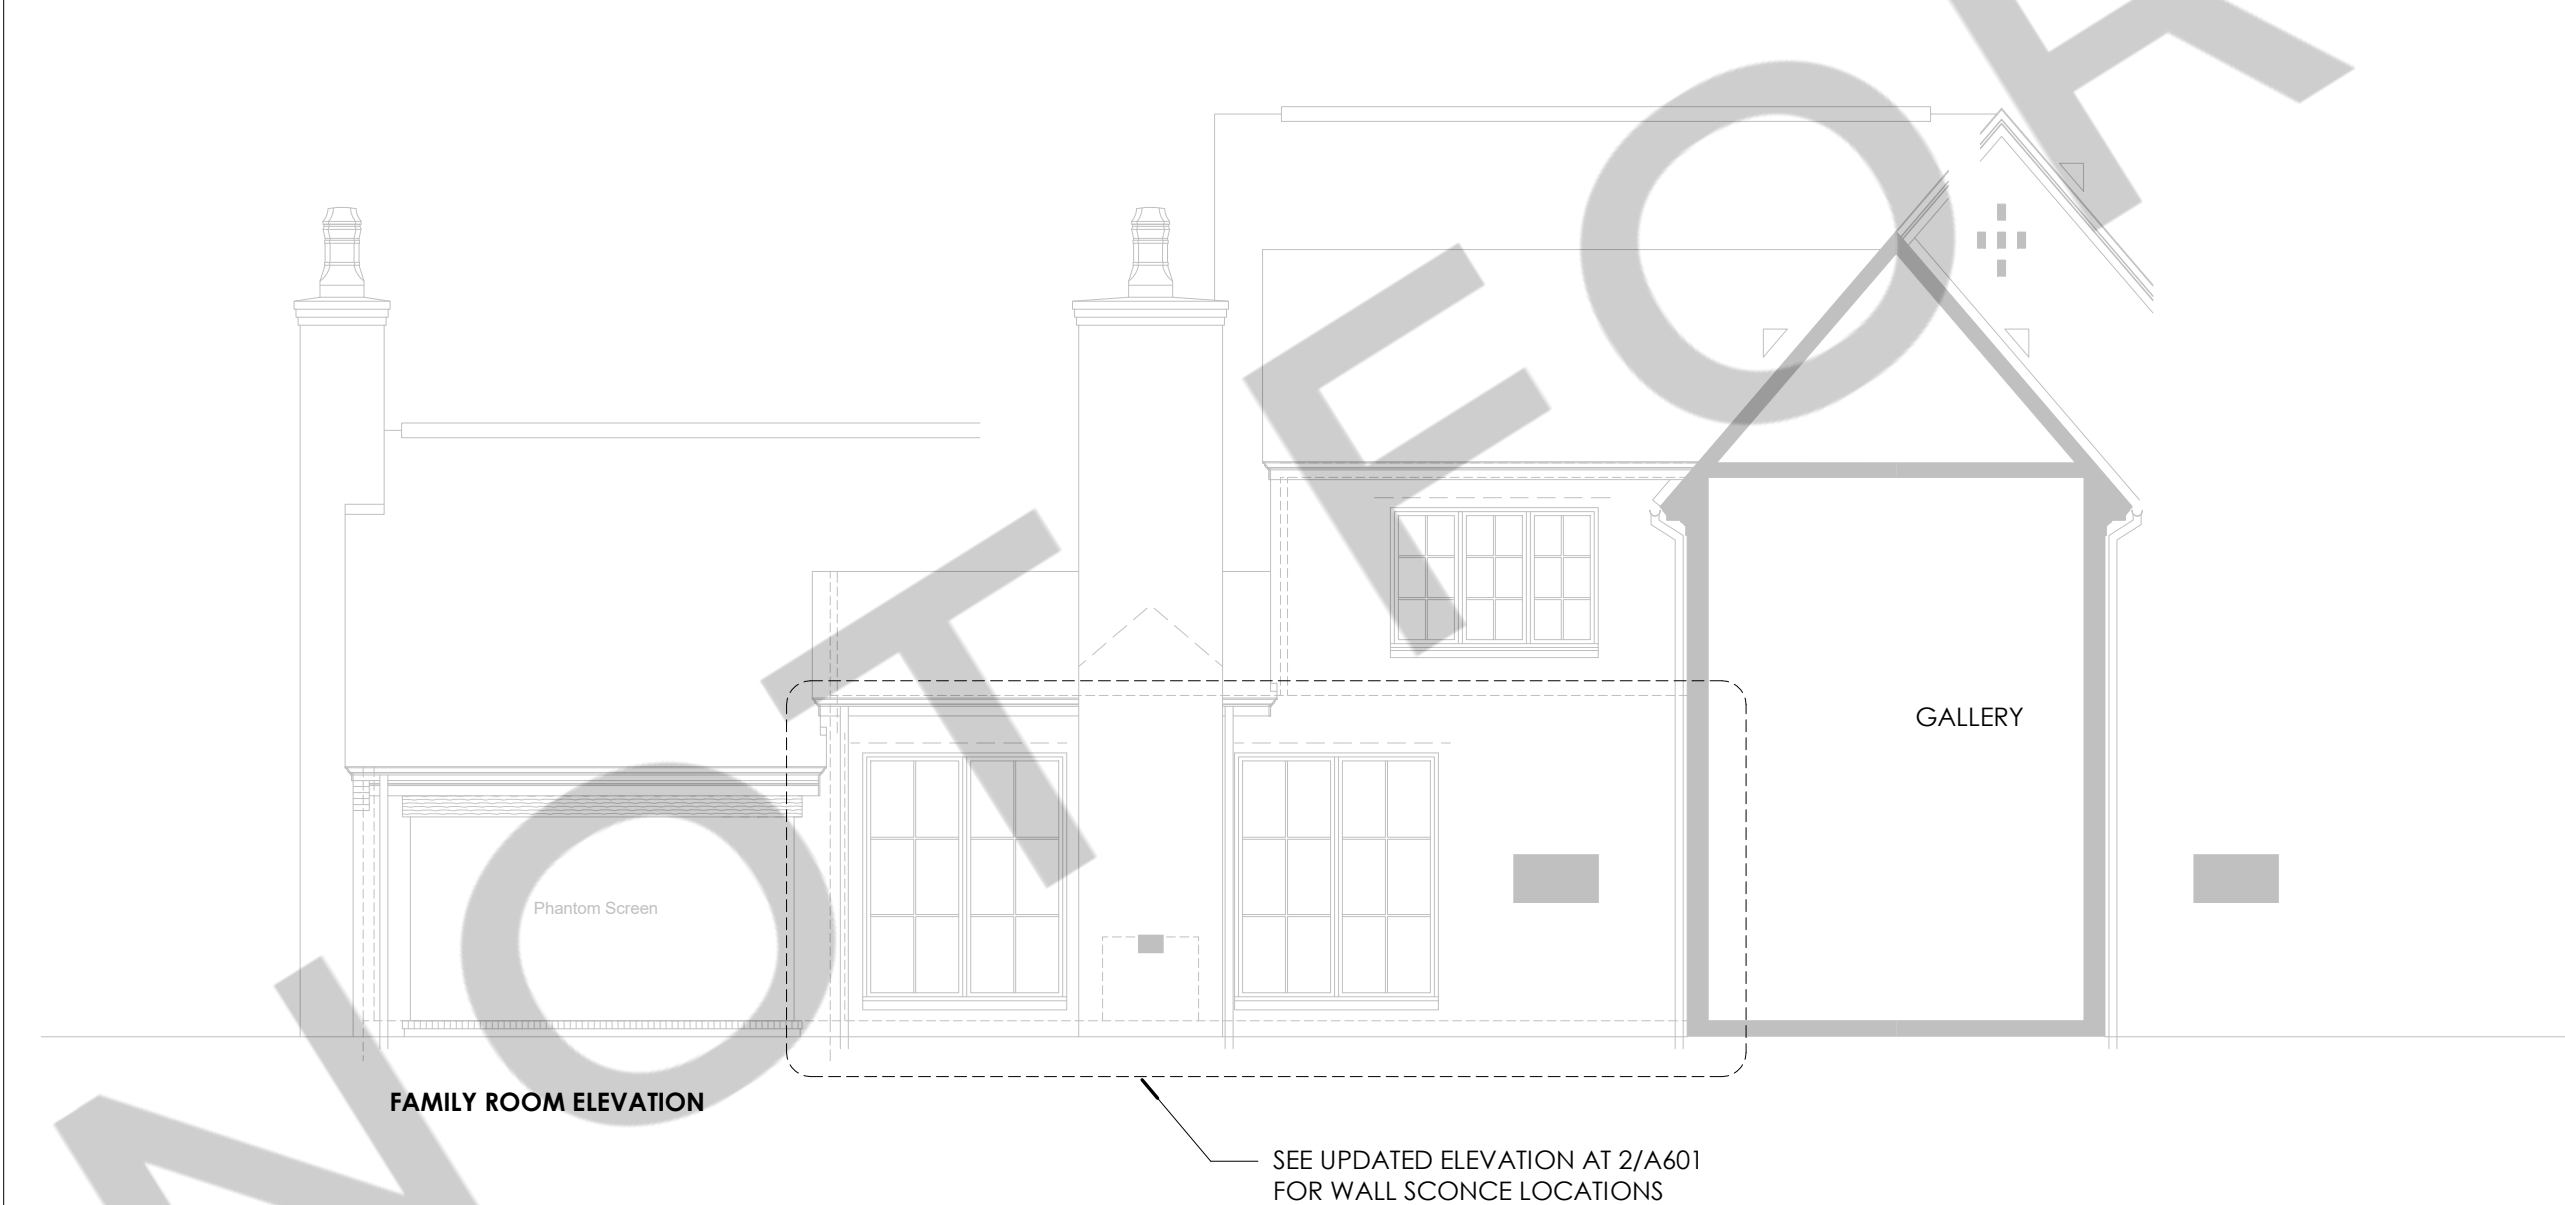 GALLERY
Phantom Screen
FAMILY ROOM ELEVATION
SEE UPDATED ELEVATION AT 2/A601
FOR WALL SCONCE LOCATIONS
NOT FOR